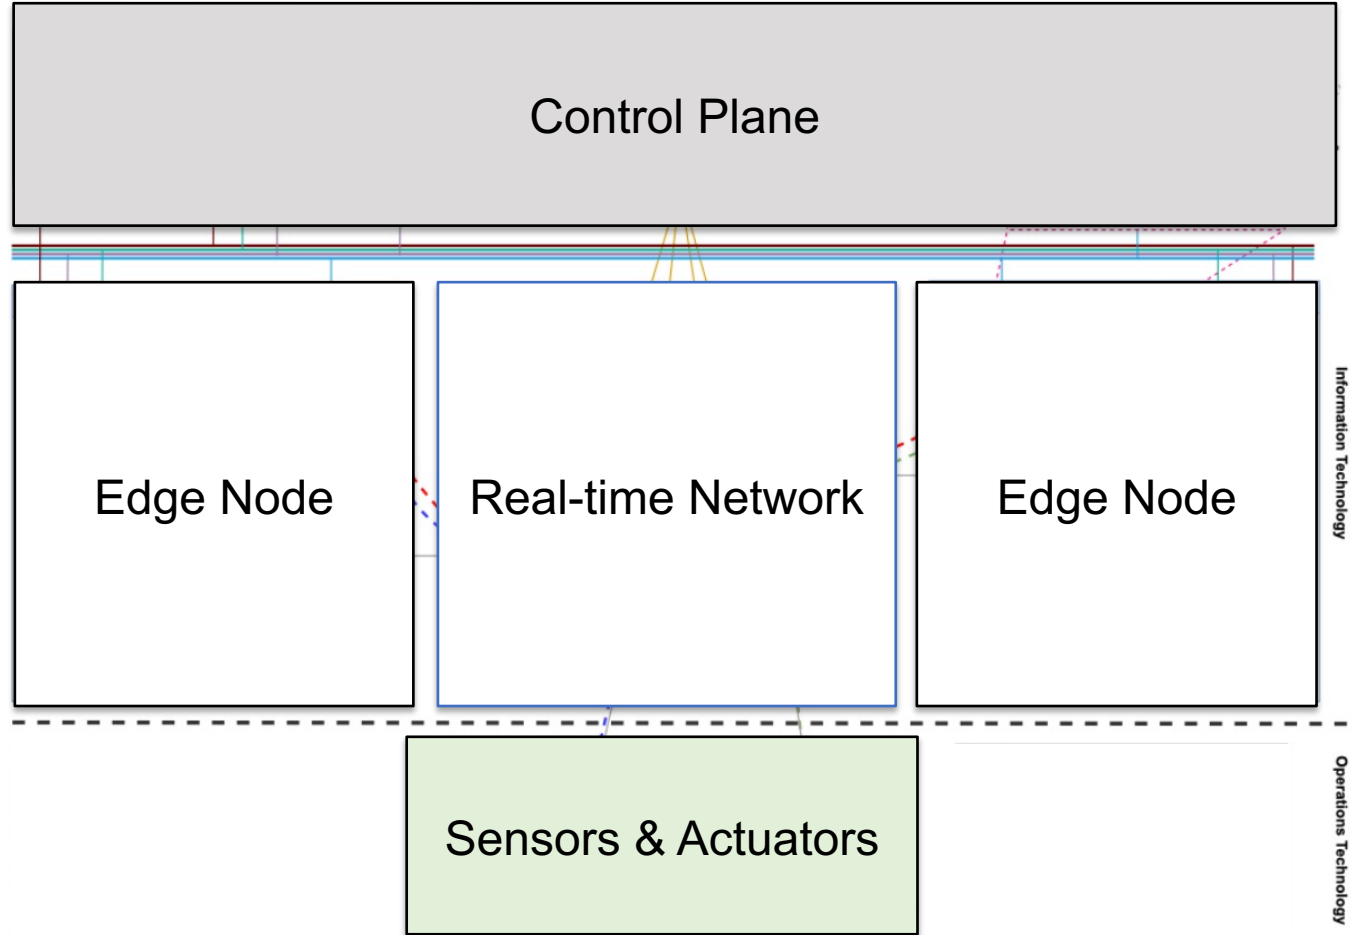 Control Plane
Edge Node
Real-time Network
Edge Node
Information Technology
Sensors & Actuators
Operations Technology